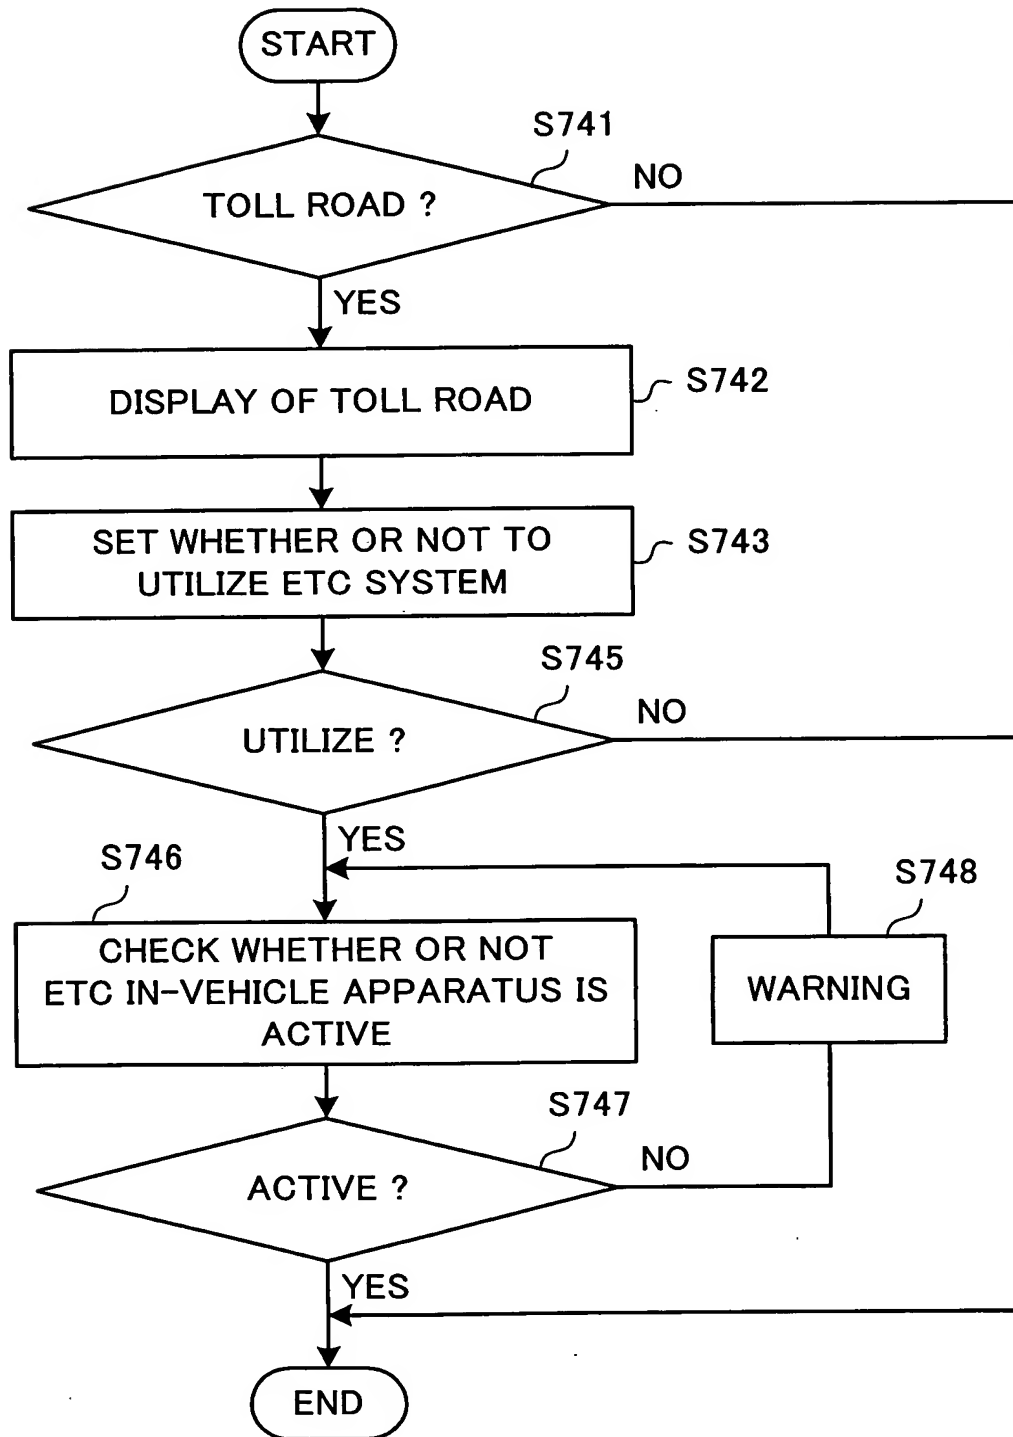 START
S741
TOLL ROAD ?
NO
YES
DISPLAY OF TOLL ROAD
S742
SET WHETHER OR NOT TO
UTILIZE ETC SYSTEM
S743
S745
UTILIZE ?
NO
YES
S746
S748
CHECK WHETHER OR NOT
ETC IN-VEHICLE APPARATUS IS
ACTIVE
WARNING
S747
ACTIVE ?
NO
YES
END